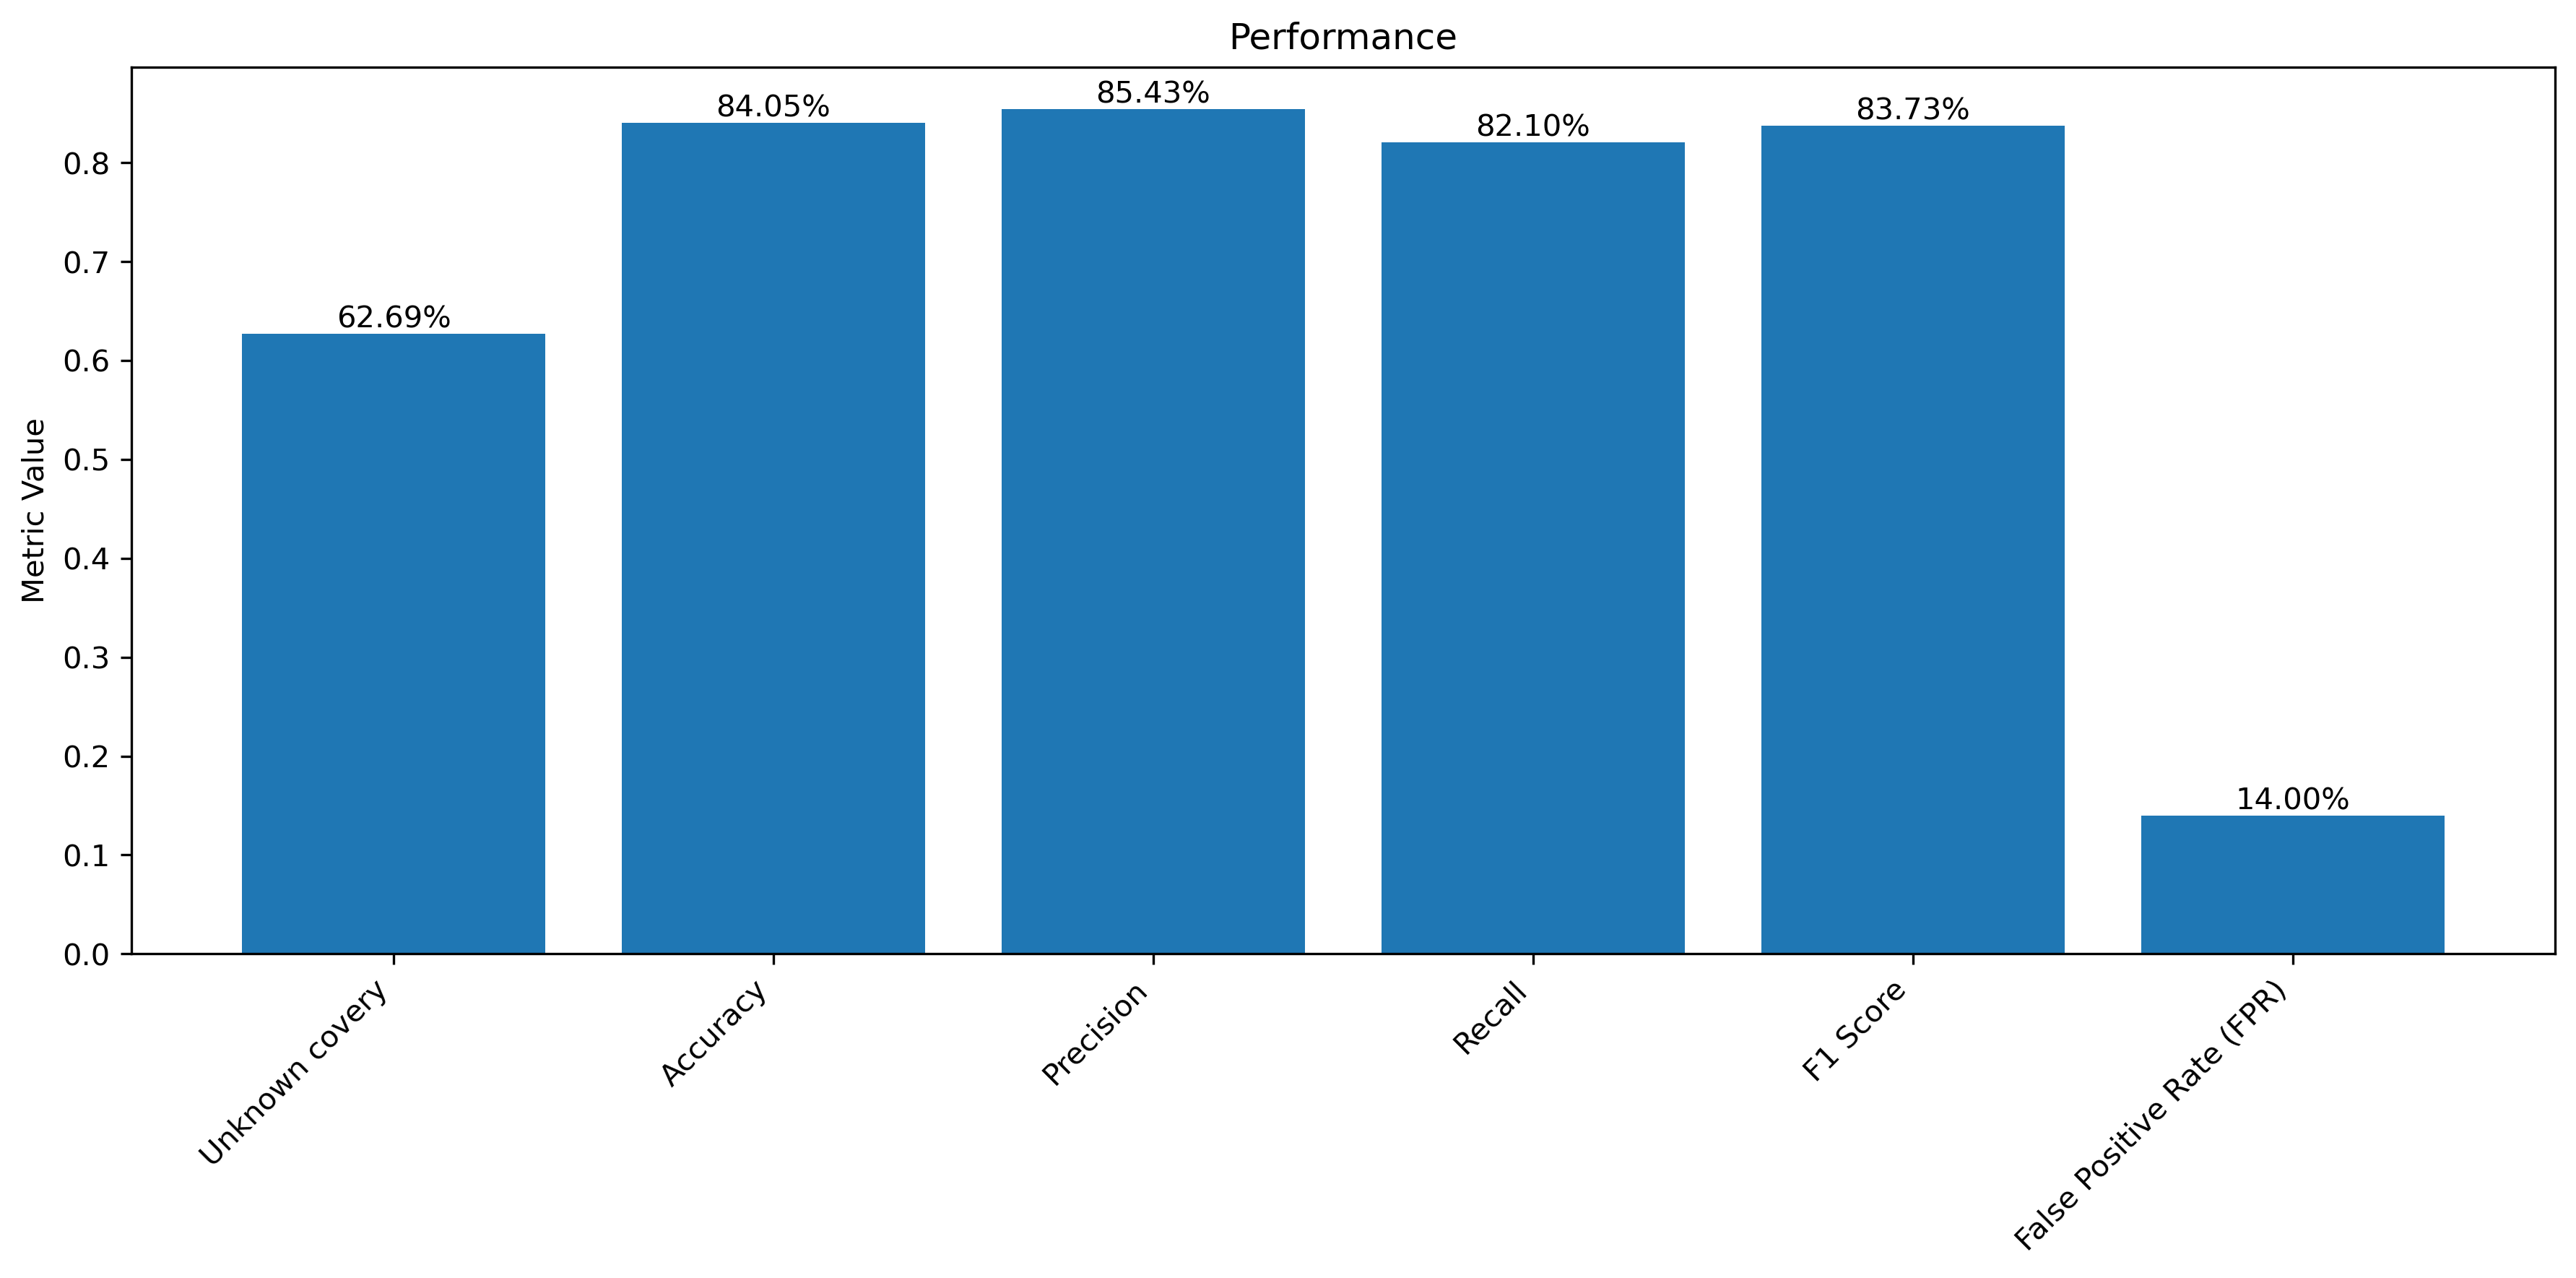 Performance
Metric Value
0.8
0.7
0.6
0.5
0.4
0.3
0.2
0.1
0.0
62.69%
84.05%
85.43%
82.10%
83.73%
14.00%
Unknown covery
Accuracy
Precision
Recall
F1 Score
False Positive Rate (FPR)